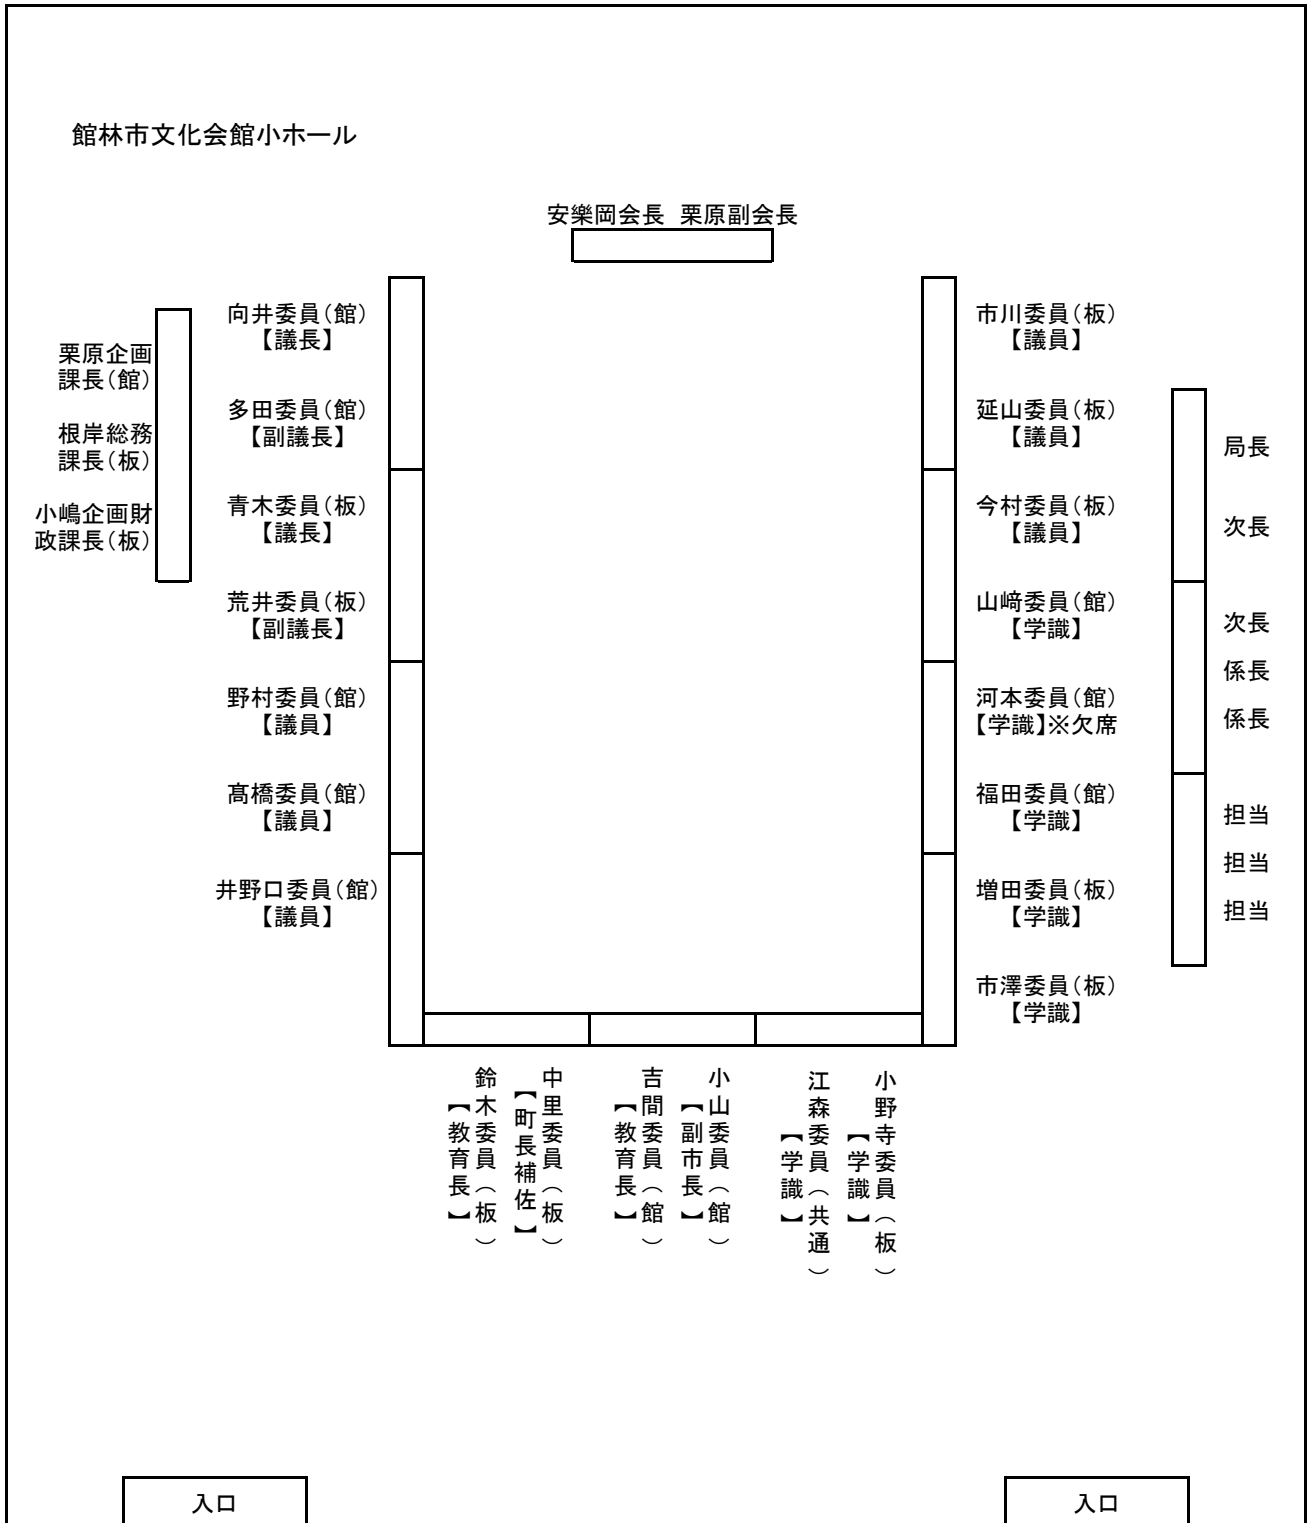 館林市文化会館小ホール
安樂岡会長 栗原副会長
栗原企画
課長(館)
根岸総務
課長(板)
小嶋企画財
政課長(板)
向井委員(館)
【議長】
多田委員(館)
【副議長】
青木委員(板)
【議長】
荒井委員(板)
【副議長】
野村委員(館)
【議員】
髙橋委員(館)
【議員】
井野口委員(館)
【議員】
市川委員(板)
【議員】
延山委員(板)
【議員】
今村委員(板)
【議員】
山﨑委員(館)
【学識】
河本委員(館)
【学識】※欠席
福田委員(館)
【学識】
増田委員(板)
【学識】
市澤委員(板)
【学識】
局長
次長
次長
係長
係長
担当
担当
担当
鈴木委員(板)
【教育長】
中里委員(板)
【町長補佐】
吉間委員(館)
【教育長】
小山委員(館)
【副市長】
江森委員(共通)
【学識】
小野寺委員(板)
【学識】
入口
入口